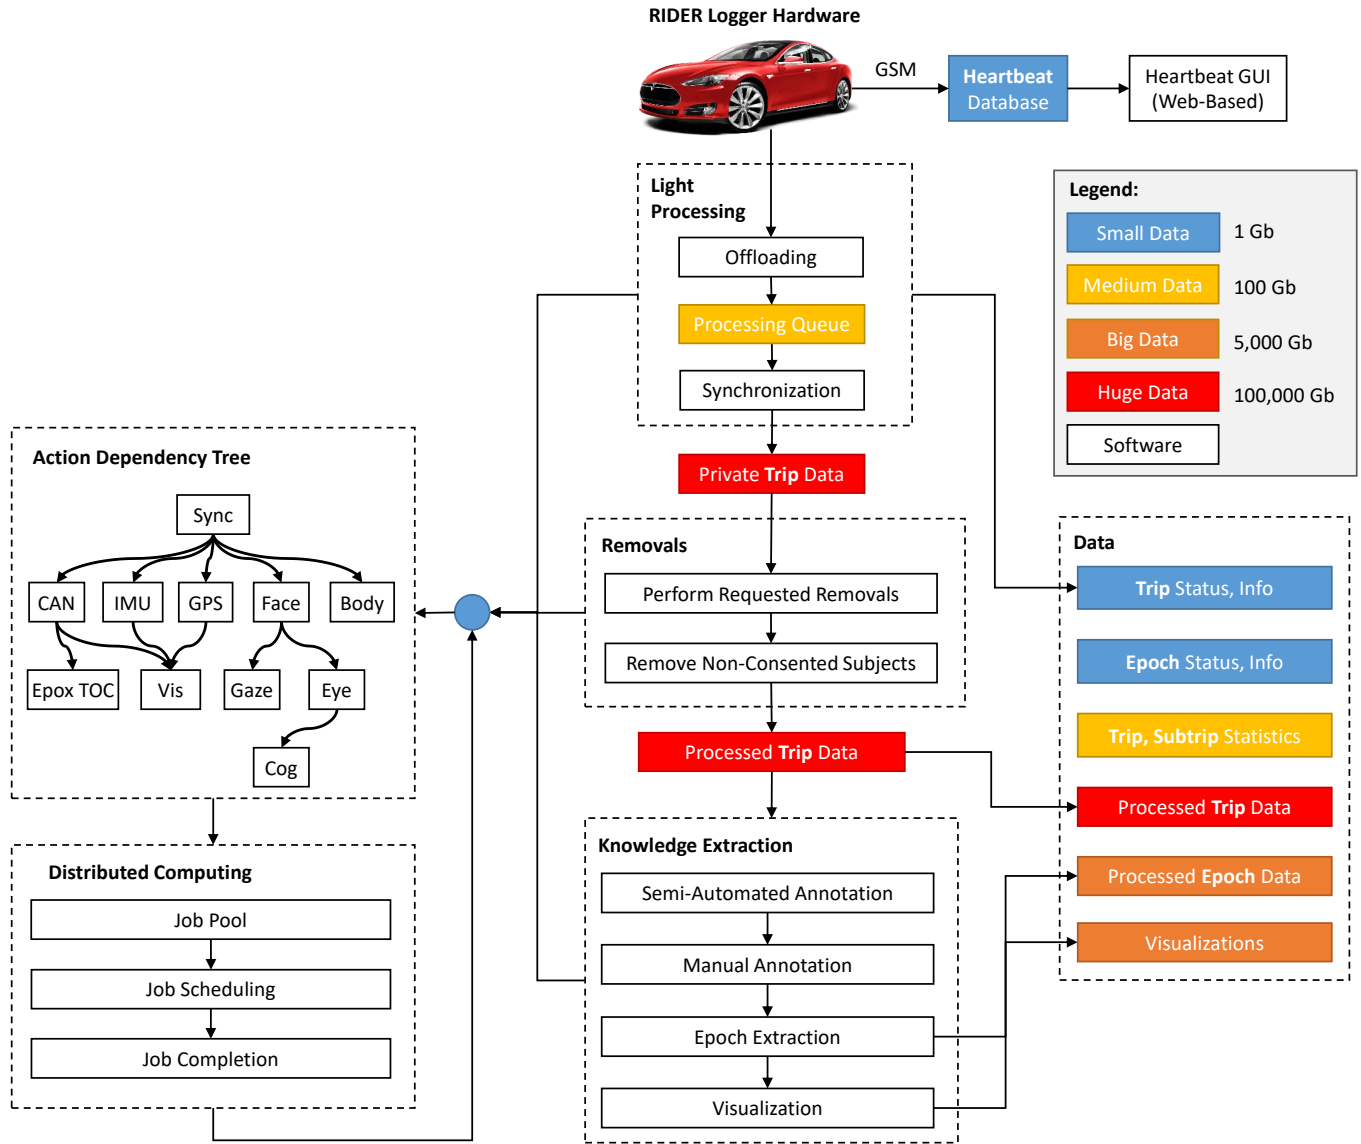 RIDER Logger Hardware
GSM
Heartbeat
Database
Heartbeat GUI
(Web-Based)
Light
Processing
Offloading
Processing Queue
Synchronization
Legend:
Small Data
1 Gb
Medium Data
100 Gb
Big Data
5,000 Gb
Huge Data
100,000 Gb
Software
Private Trip Data
Action Dependency Tree
Sync
CAN
IMU
GPS
Face
Body
Epox TOC
Vis
Gaze
Eye
Cog
Removals
Perform Requested Removals
Remove Non-Consented Subjects
Processed Trip Data
Data
Trip Status, Info
Epoch Status, Info
Trip, Subtrip Statistics
Processed Trip Data
Processed Epoch Data
Visualizations
Distributed Computing
Job Pool
Job Scheduling
Job Completion
Knowledge Extraction
Semi-Automated Annotation
Manual Annotation
Epoch Extraction
Visualization